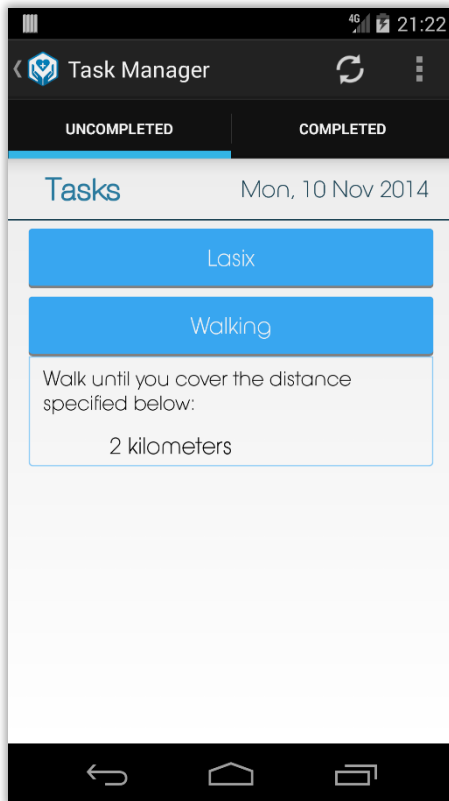 4G 21:22
Task Manager
UNCOMPLETED COMPLETED
Tasks Mon, 10 Nov 2014
Lasix
Walking
Walk until you cover the distance
specified below:
2 kilometers